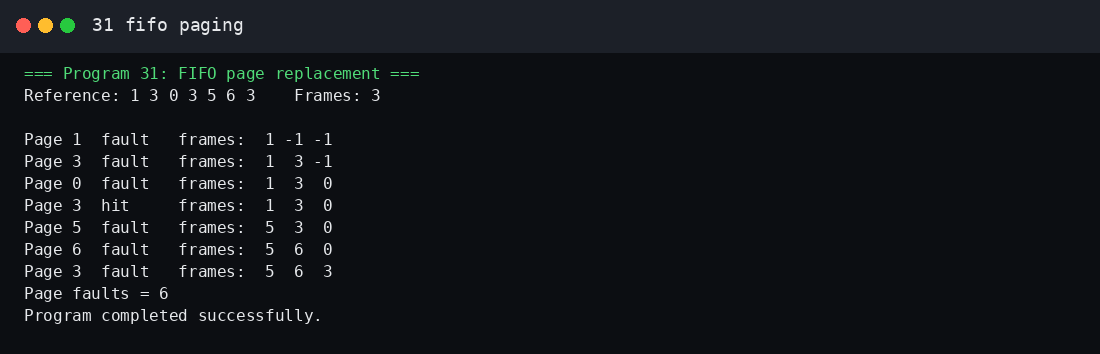 31 fifo paging
=== Program 31: FIFO page replacement ===
Reference: 1 3 0 3 5 6 3    Frames: 3
Page 1  fault   frames:  1 -1 -1
Page 3  fault   frames:  1  3 -1
Page 0  fault   frames:  1  3  0
Page 3  hit     frames:  1  3  0
Page 5  fault   frames:  5  3  0
Page 6  fault   frames:  5  6  0
Page 3  fault   frames:  5  6  3
Page faults = 6
Program completed successfully.